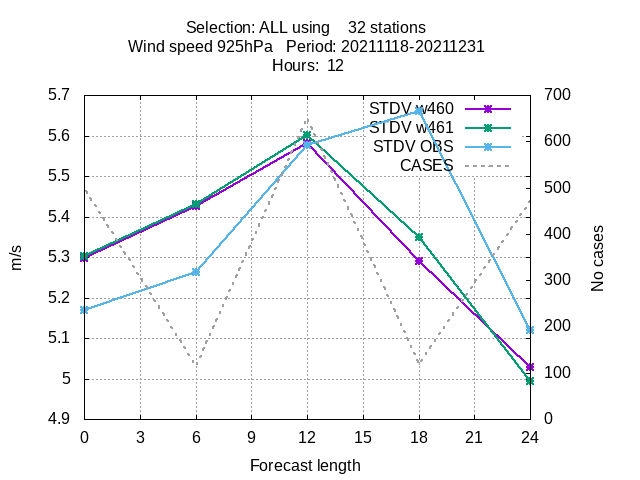 Selection: ALL using    32 stations
Wind speed 925hPa   Period: 20211118-20211231
Hours:  12
5.7
5.6
5.5
5.4
5.3
5.2
5.1
5
4.9
m/s
STDV w460
STDV w461
STDV OBS
CASES
700
600
500
400
300
200
100
0
No cases
0 3 6 9 12 15 18 21 24
Forecast length